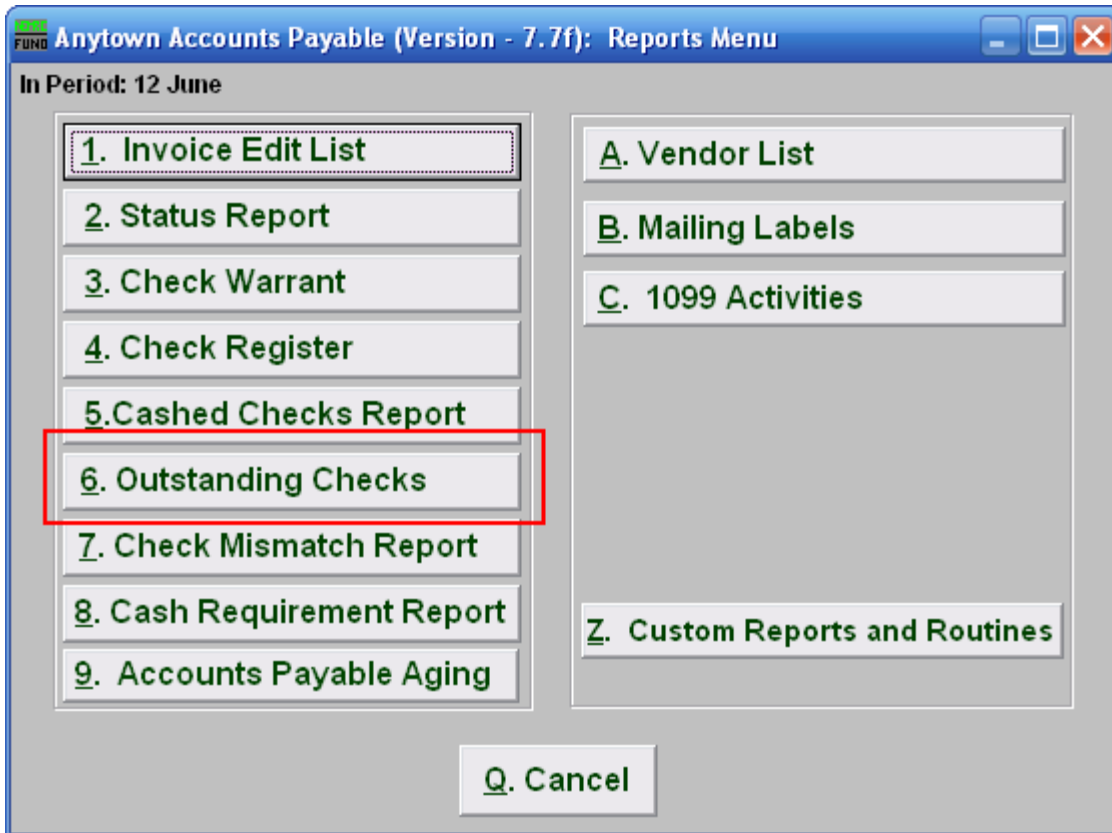 FUND Anytown Accounts Payable (Version - 7.7f): Reports Menu
In Period: 12 June
1. Invoice Edit List
2. Status Report
3. Check Warrant
4. Check Register
5.Cashed Checks Report
6. Outstanding Checks
7. Check Mismatch Report
8. Cash Requirement Report
9. Accounts Payable Aging
A. Vendor List
B. Mailing Labels
C. 1099 Activities
Z. Custom Reports and Routines
Q. Cancel